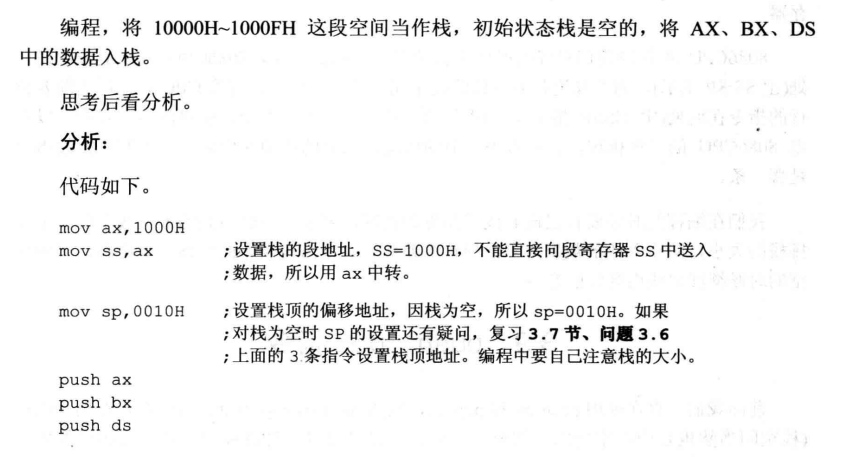 编程，将 10000H~1000FH 这段空间当作栈，初始状态栈是空的，将 AX、BX、DS
中的数据入栈。
思考后看分析。
分析：
代码如下。
mov ax,1000H
mov ss,ax ;设置栈的段地址，SS=1000H，不能直接向段寄存器 SS 中送入
;数据，所以用 ax 中转。
mov sp,0010H ;设置栈顶的偏移地址，因栈为空，所以 sp=0010H。如果
;对栈为空时 SP 的设置还有疑问，复习 3.7 节、问题 3.6
;上面的 3 条指令设置栈顶地址。编程中要自己注意栈的大小。
push ax
push bx
push ds